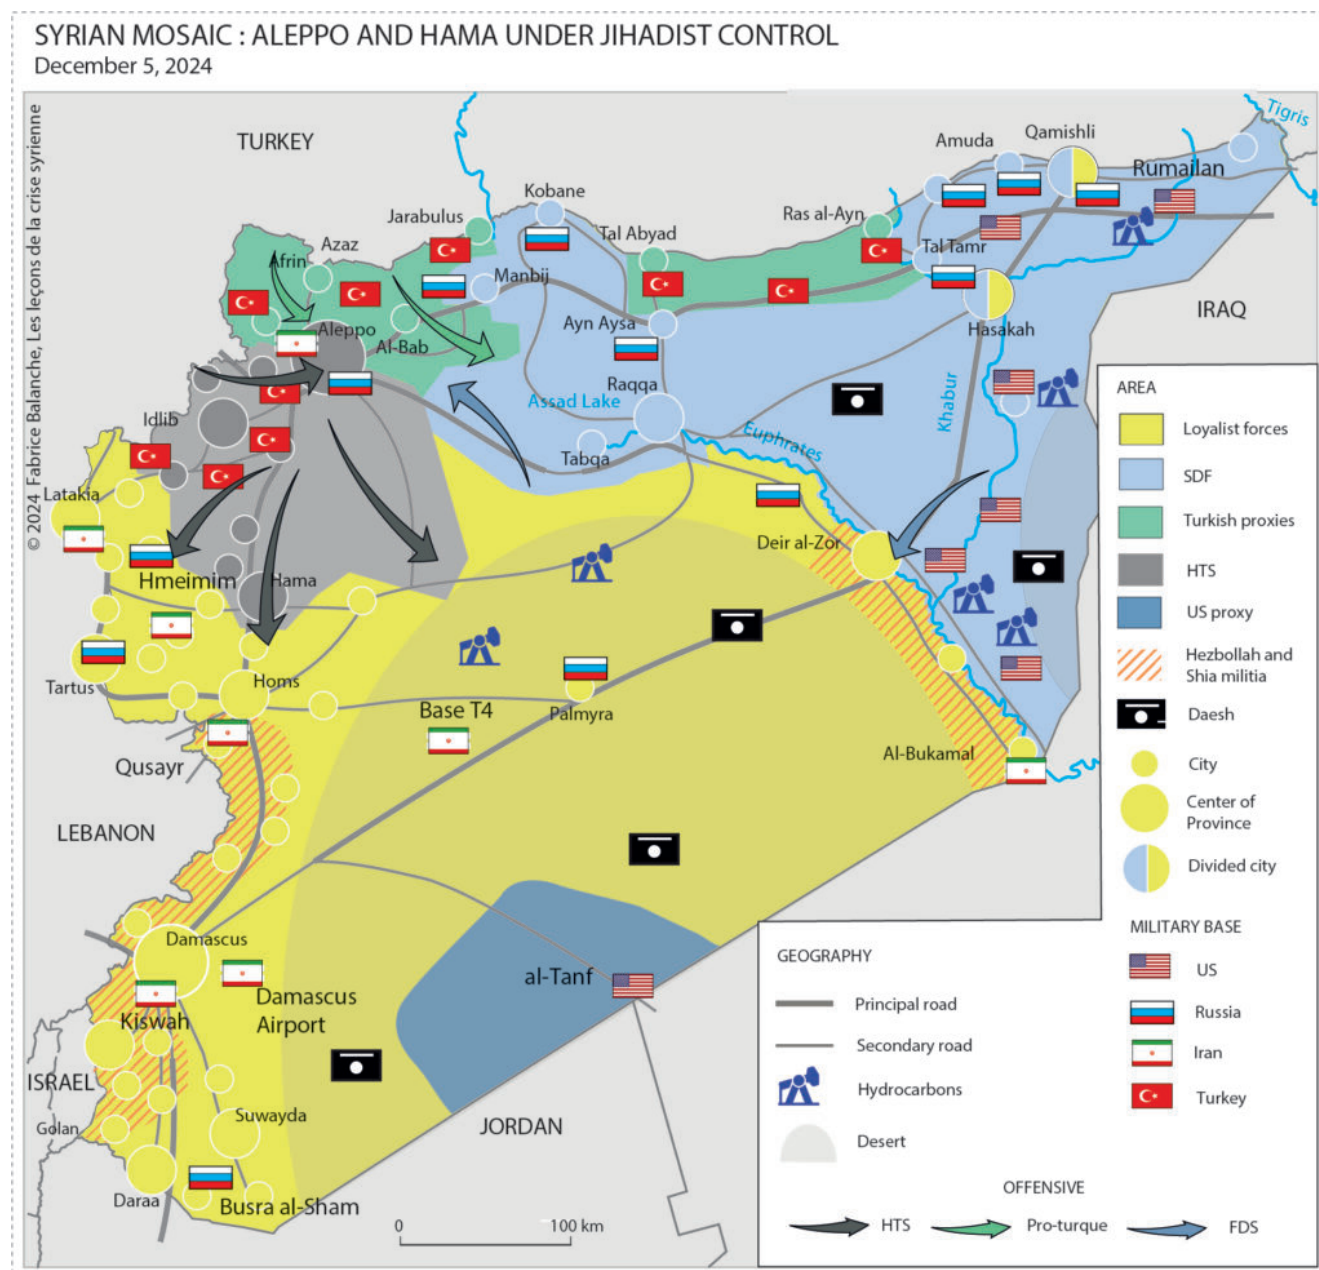 SYRIAN MOSAIC : ALEPPO AND HAMA UNDER JIHADIST CONTROL
December 5, 2024
© 2024 Fabrice Balanche, Les leçons de la crise syrienne
TURKEY
Tigris
Qamishli
Amuda
Rumailan
Kobane
Jarabulus
Ras al-Ayn
Tal Abyad
Azaz
Afrin
Tal Tamr
Manbij
IRAQ
Aleppo
Ayn Aysa
Hasakah
Al-Bab
Raqqa
Assad Lake
Khabur
Idlib
Euphrates
Tabqa
Latakia
Deir al-Zor
Hmeimim
Hama
Homs
Tartus
Base T4
Palmyra
Al-Bukamal
Qusayr
LEBANON
Damascus
al-Tanf
Damascus
Airport
Kiswah
ISRAEL
Suwayda
Golan
JORDAN
Daraa
Busra al-Sham
0
100 km
AREA
Loyalist forces
SDF
Turkish proxies
HTS
US proxy
Hezbollah and
Shia militia
Daesh
City
Center of
Province
Divided city
MILITARY BASE
US
Russia
Iran
Turkey
GEOGRAPHY
Principal road
Secondary road
Hydrocarbons
Desert
OFFENSIVE
HTS
Pro-turque
FDS